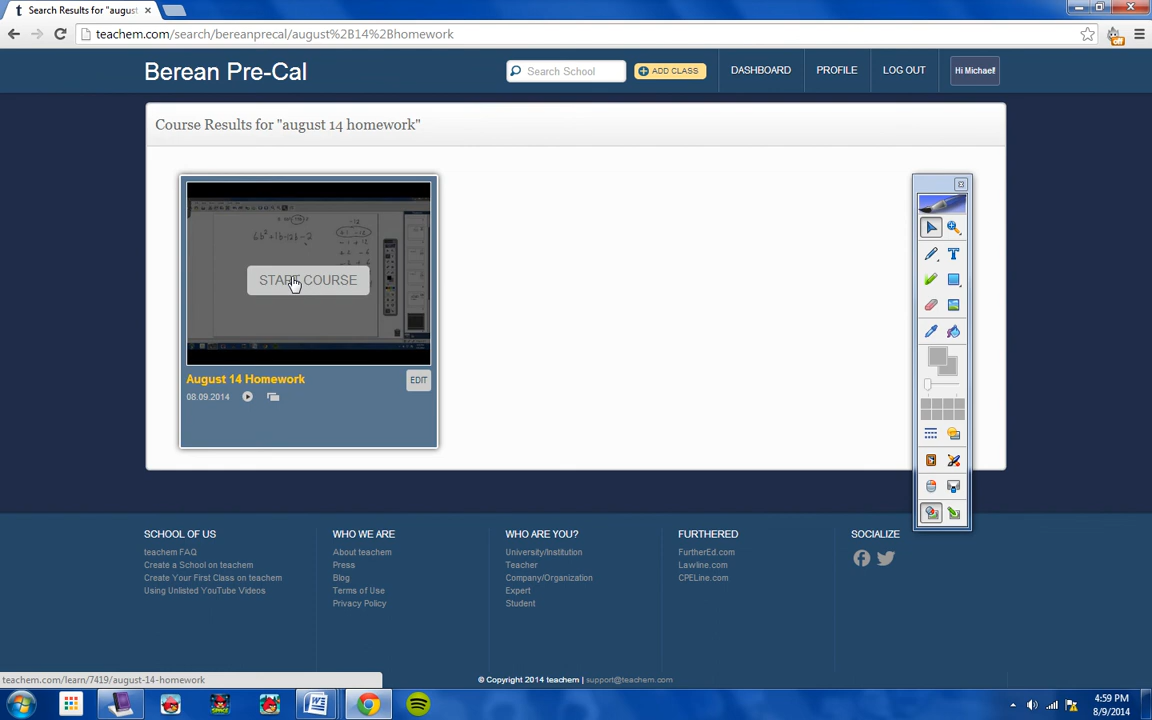 Search Results for "august
teachem.com/search/bereanprecal/august%2B14%2Bhomework
Berean Pre-Cal
Search School
ADD CLASS
DASHBOARD
PROFILE
LOG OUT
Hi Michael!
Course Results for "august 14 homework"
START COURSE
August 14 Homework
EDIT
08.09.2014
SCHOOL OF US
teachem FAQ
Create a School on teachem
Create Your First Class on teachem
Using Unlisted YouTube Videos
WHO WE ARE
About teachem
Press
Blog
Terms of Use
Privacy Policy
WHO ARE YOU?
University/Institution
Teacher
Company/Organization
Expert
Student
FURTHERED
FurtherEd.com
Lawline.com
CPELine.com
SOCIALIZE
teachem.com/learn/7419/august-14-homework
© Copyright 2014 teachem | support@teachem.com
4:59 PM
8/9/2014